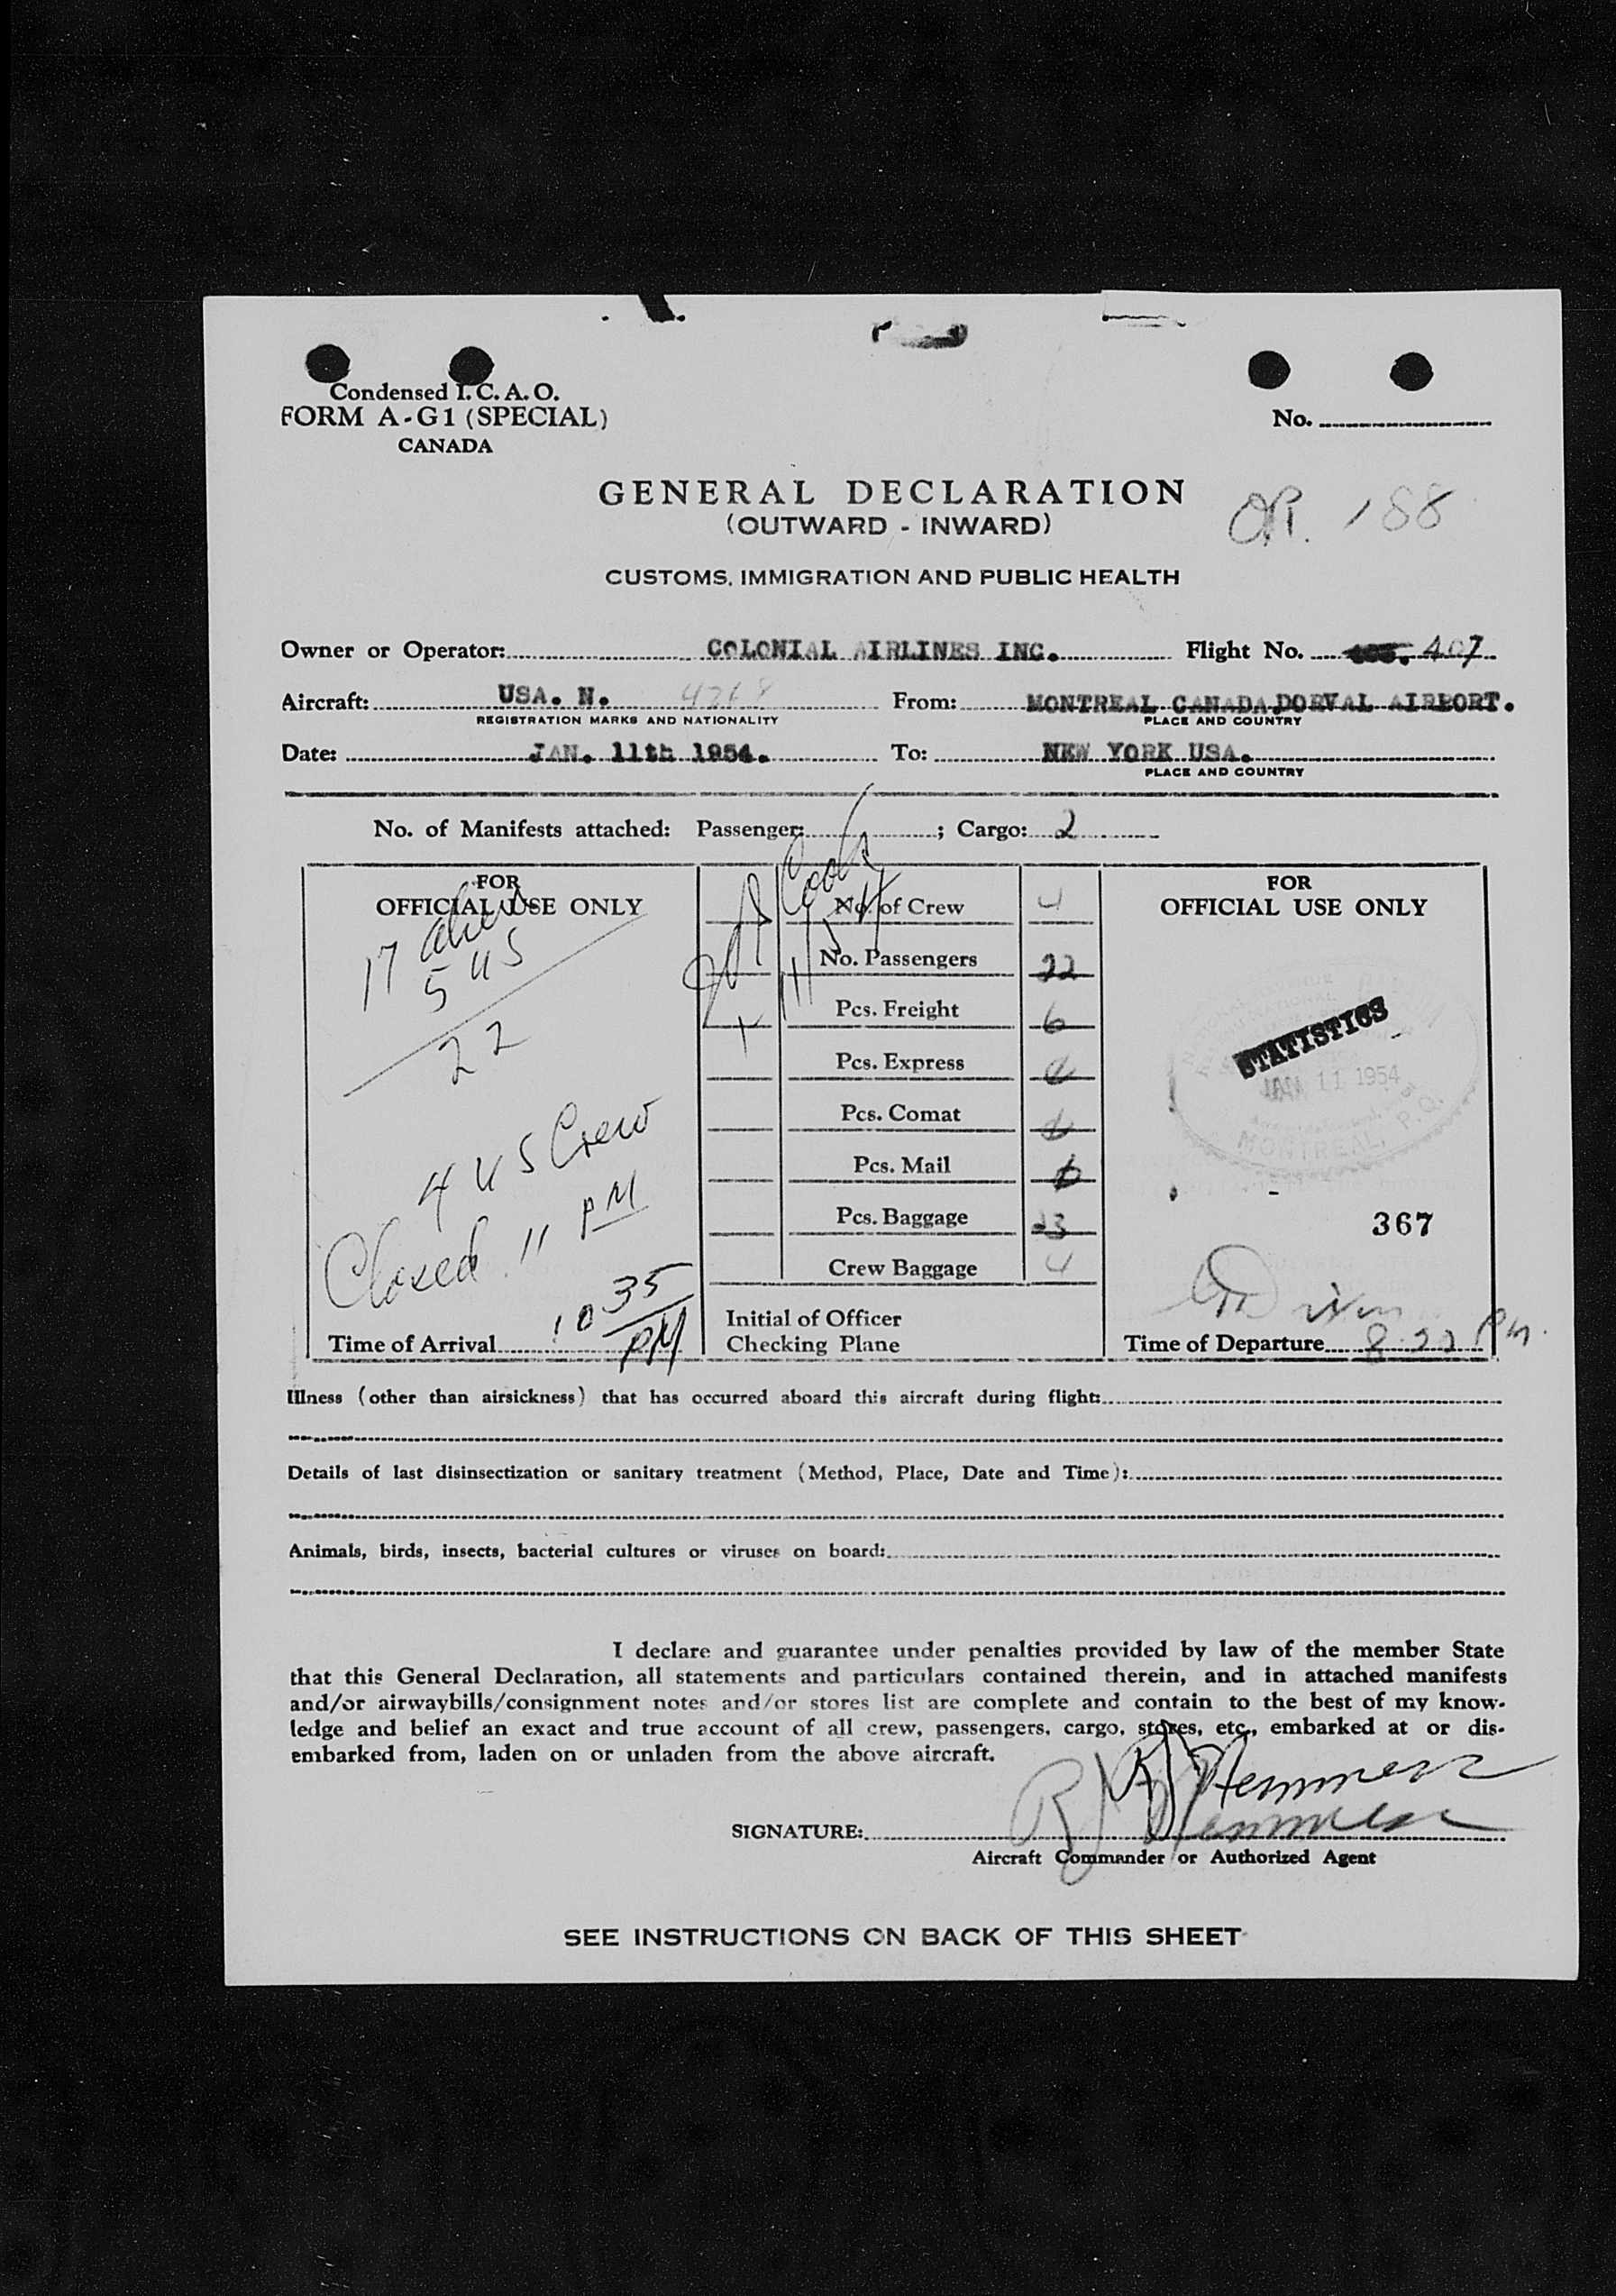 Condensed I.C.A.O.
FORM A-G1 (SPECIAL)
CANADA
No.
GENERAL DECLARATION
(OUTWARD - INWARD)
188
CUSTOMS, IMMIGRATION AND PUBLIC HEALTH
Owner or Operator: COLONIAL AIRLINES INC. Flight No. 407
Aircraft: USA. N. From: MONTREAL CANADA DORVAL AIRPORT.
REGISTRATION MARKS AND NATIONALITY PLACE AND COUNTRY
Date: JAN. 11th 1954. To: NEW YORK USA.
PLACE AND COUNTRY
No. of Manifests attached: Passenger: ; Cargo: 2
FOR
OFFICIAL USE ONLY
17 alien
5 US
22
4 US Crew
Closed 11 PM
Time of Arrival 10 35 PM
No. of Crew 4
No. Passengers 22
Pcs. Freight 6
Pcs. Express
Pcs. Comat
Pcs. Mail
Pcs. Baggage 23
Crew Baggage 4
Initial of Officer
Checking Plane
FOR
OFFICIAL USE ONLY
STATISTICS
JAN 11 1954
MONTREAL, P.Q.
367
Time of Departure PM.
Illness (other than airsickness) that has occurred aboard this aircraft during flight:
Details of last disinsectization or sanitary treatment (Method, Place, Date and Time):
Animals, birds, insects, bacterial cultures or viruses on board:
I declare and guarantee under penalties provided by law of the member State
that this General Declaration, all statements and particulars contained therein, and in attached manifests
and/or airwaybills/consignment notes and/or stores list are complete and contain to the best of my know-
ledge and belief an exact and true account of all crew, passengers, cargo, stores, etc., embarked at or dis-
embarked from, laden on or unladen from the above aircraft.
SIGNATURE:
Aircraft Commander or Authorized Agent
SEE INSTRUCTIONS ON BACK OF THIS SHEET